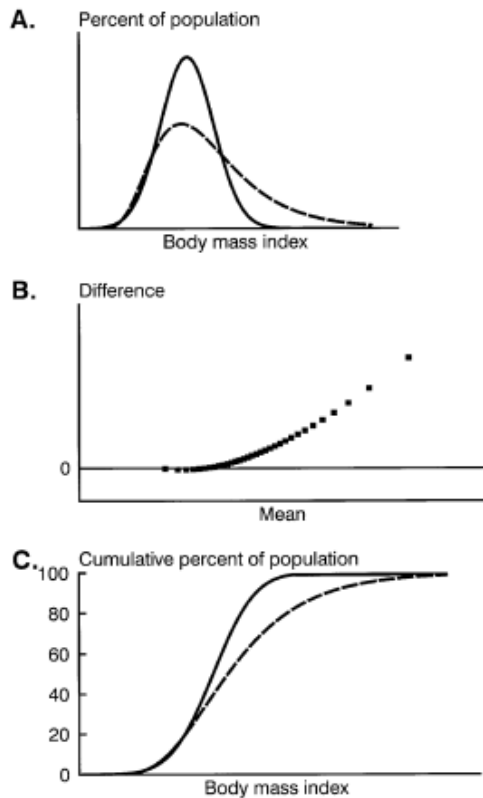 A.
Percent of population
Body mass index
B.
Difference
0
Mean
C.
Cumulative percent of population
100
80
60
40
20
0
Body mass index